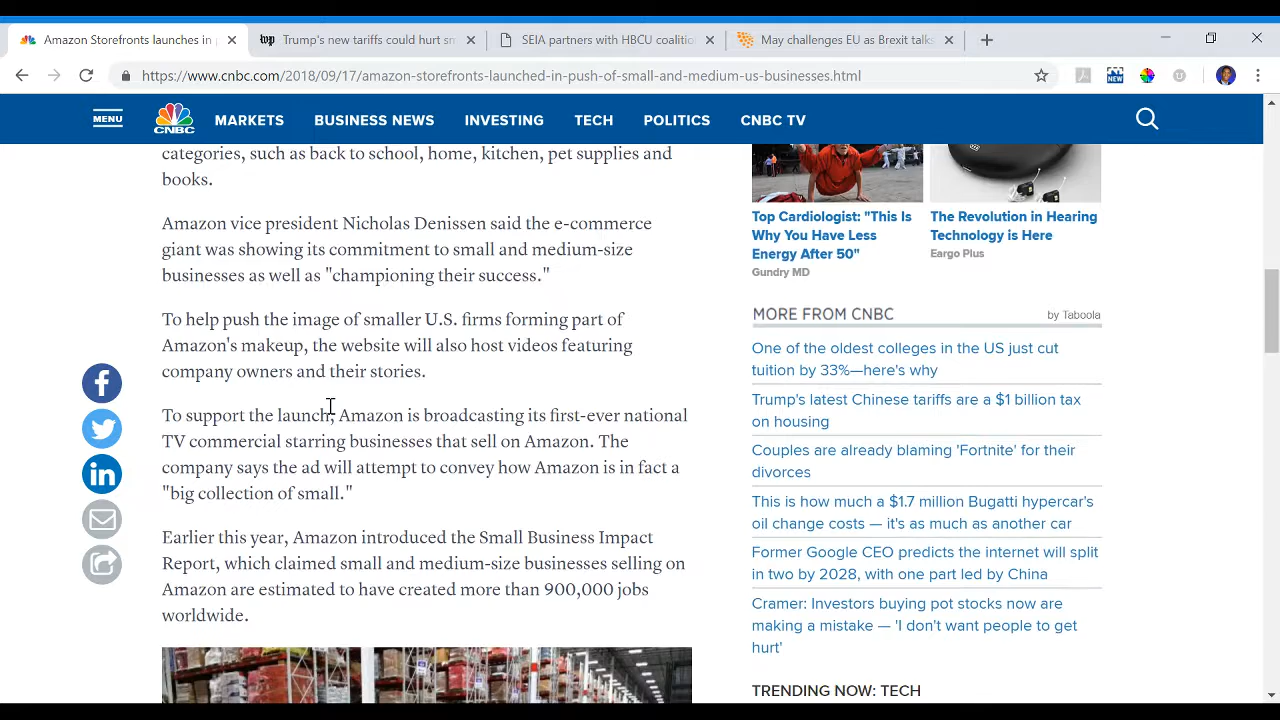 Amazon Storefronts launches in
Trump's new tariffs could hurt sm
SEIA partners with HBCU coalitio
May challenges EU as Brexit talks
https://www.cnbc.com/2018/09/17/amazon-storefronts-launched-in-push-of-small-and-medium-us-businesses.html
NEW
MENU
CNBC
MARKETS
BUSINESS NEWS
INVESTING
TECH
POLITICS
CNBC TV
categories, such as back to school, home, kitchen, pet supplies and
books.
Amazon vice president Nicholas Denissen said the e-commerce
giant was showing its commitment to small and medium-size
businesses as well as "championing their success."
To help push the image of smaller U.S. firms forming part of
Amazon's makeup, the website will also host videos featuring
company owners and their stories.
To support the launch, Amazon is broadcasting its first-ever national
TV commercial starring businesses that sell on Amazon. The
company says the ad will attempt to convey how Amazon is in fact a
"big collection of small."
Earlier this year, Amazon introduced the Small Business Impact
Report, which claimed small and medium-size businesses selling on
Amazon are estimated to have created more than 900,000 jobs
worldwide.
Top Cardiologist: "This Is
Why You Have Less
Energy After 50"
Gundry MD
The Revolution in Hearing
Technology is Here
Eargo Plus
MORE FROM CNBC
by Taboola
One of the oldest colleges in the US just cut
tuition by 33%—here's why
Trump's latest Chinese tariffs are a $1 billion tax
on housing
Couples are already blaming 'Fortnite' for their
divorces
This is how much a $1.7 million Bugatti hypercar's
oil change costs — it's as much as another car
Former Google CEO predicts the internet will split
in two by 2028, with one part led by China
Cramer: Investors buying pot stocks now are
making a mistake — 'I don't want people to get
hurt'
TRENDING NOW: TECH